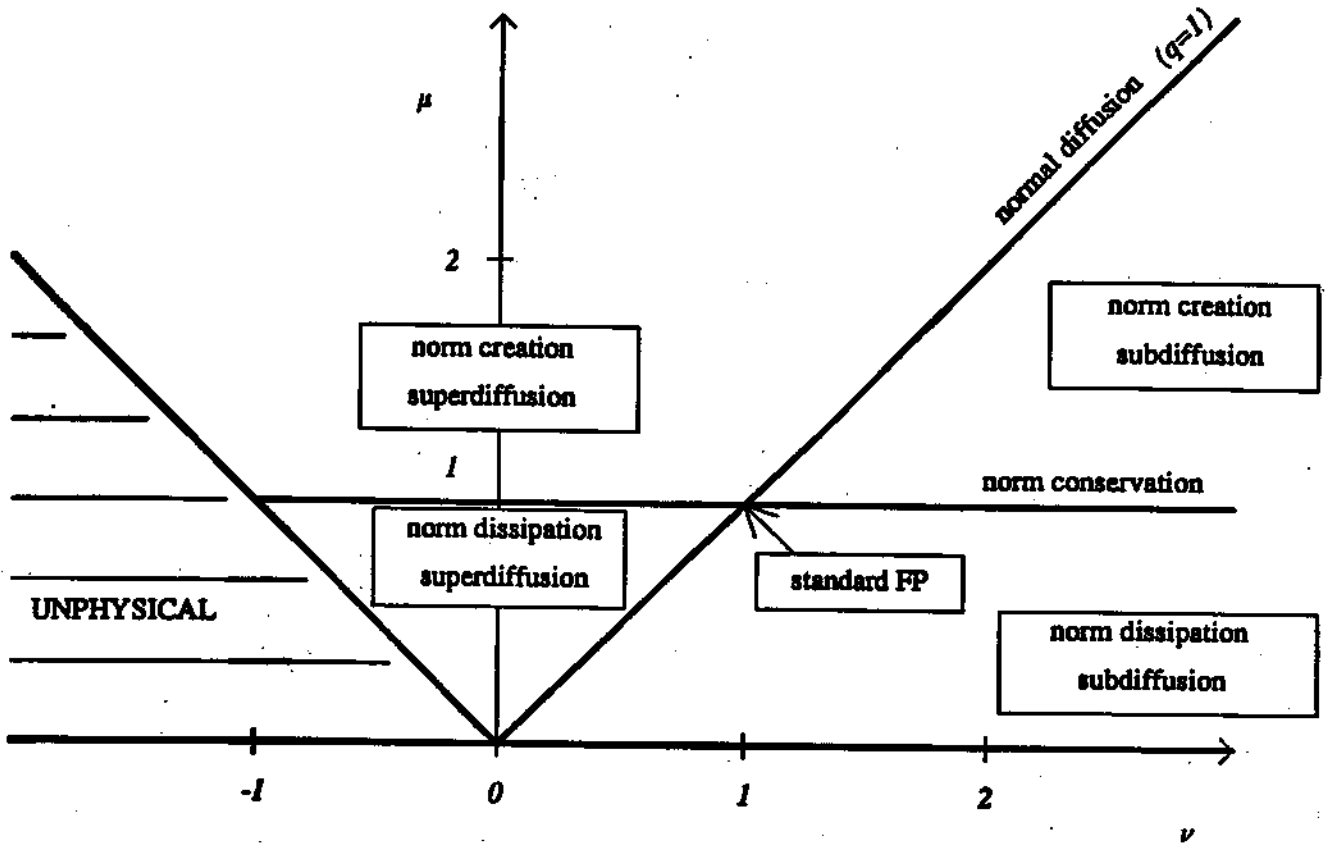 μ
normal diffusion (q=1)
2
norm creation
superdiffusion
norm creation
subdiffusion
1
norm conservation
norm dissipation
superdiffusion
standard FP
UNPHYSICAL
norm dissipation
subdiffusion
-1
0
1
2
ν